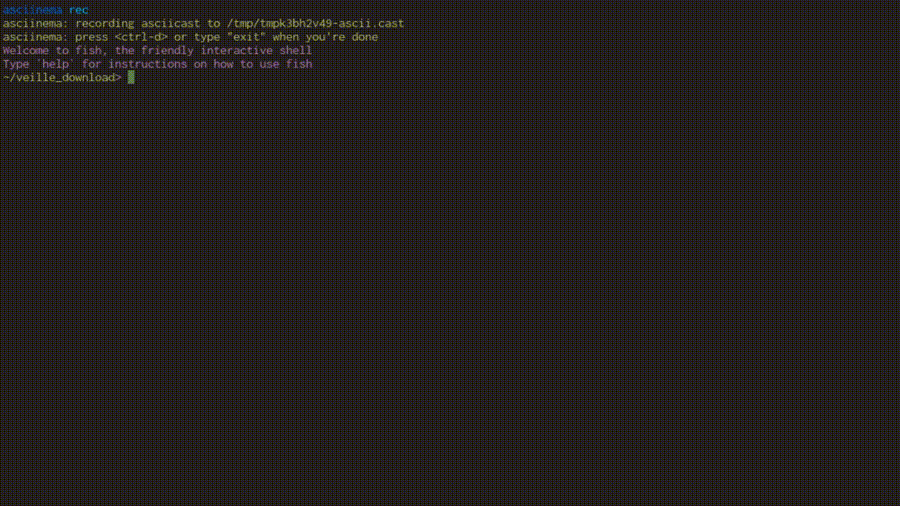 asciinema rec
asciinema: recording asciicast to /tmp/tmpk3bh2v49-ascii.cast
asciinema: press <ctrl-d> or type "exit" when you're done
Welcome to fish, the friendly interactive shell
Type `help` for instructions on how to use fish
~/veille_download>